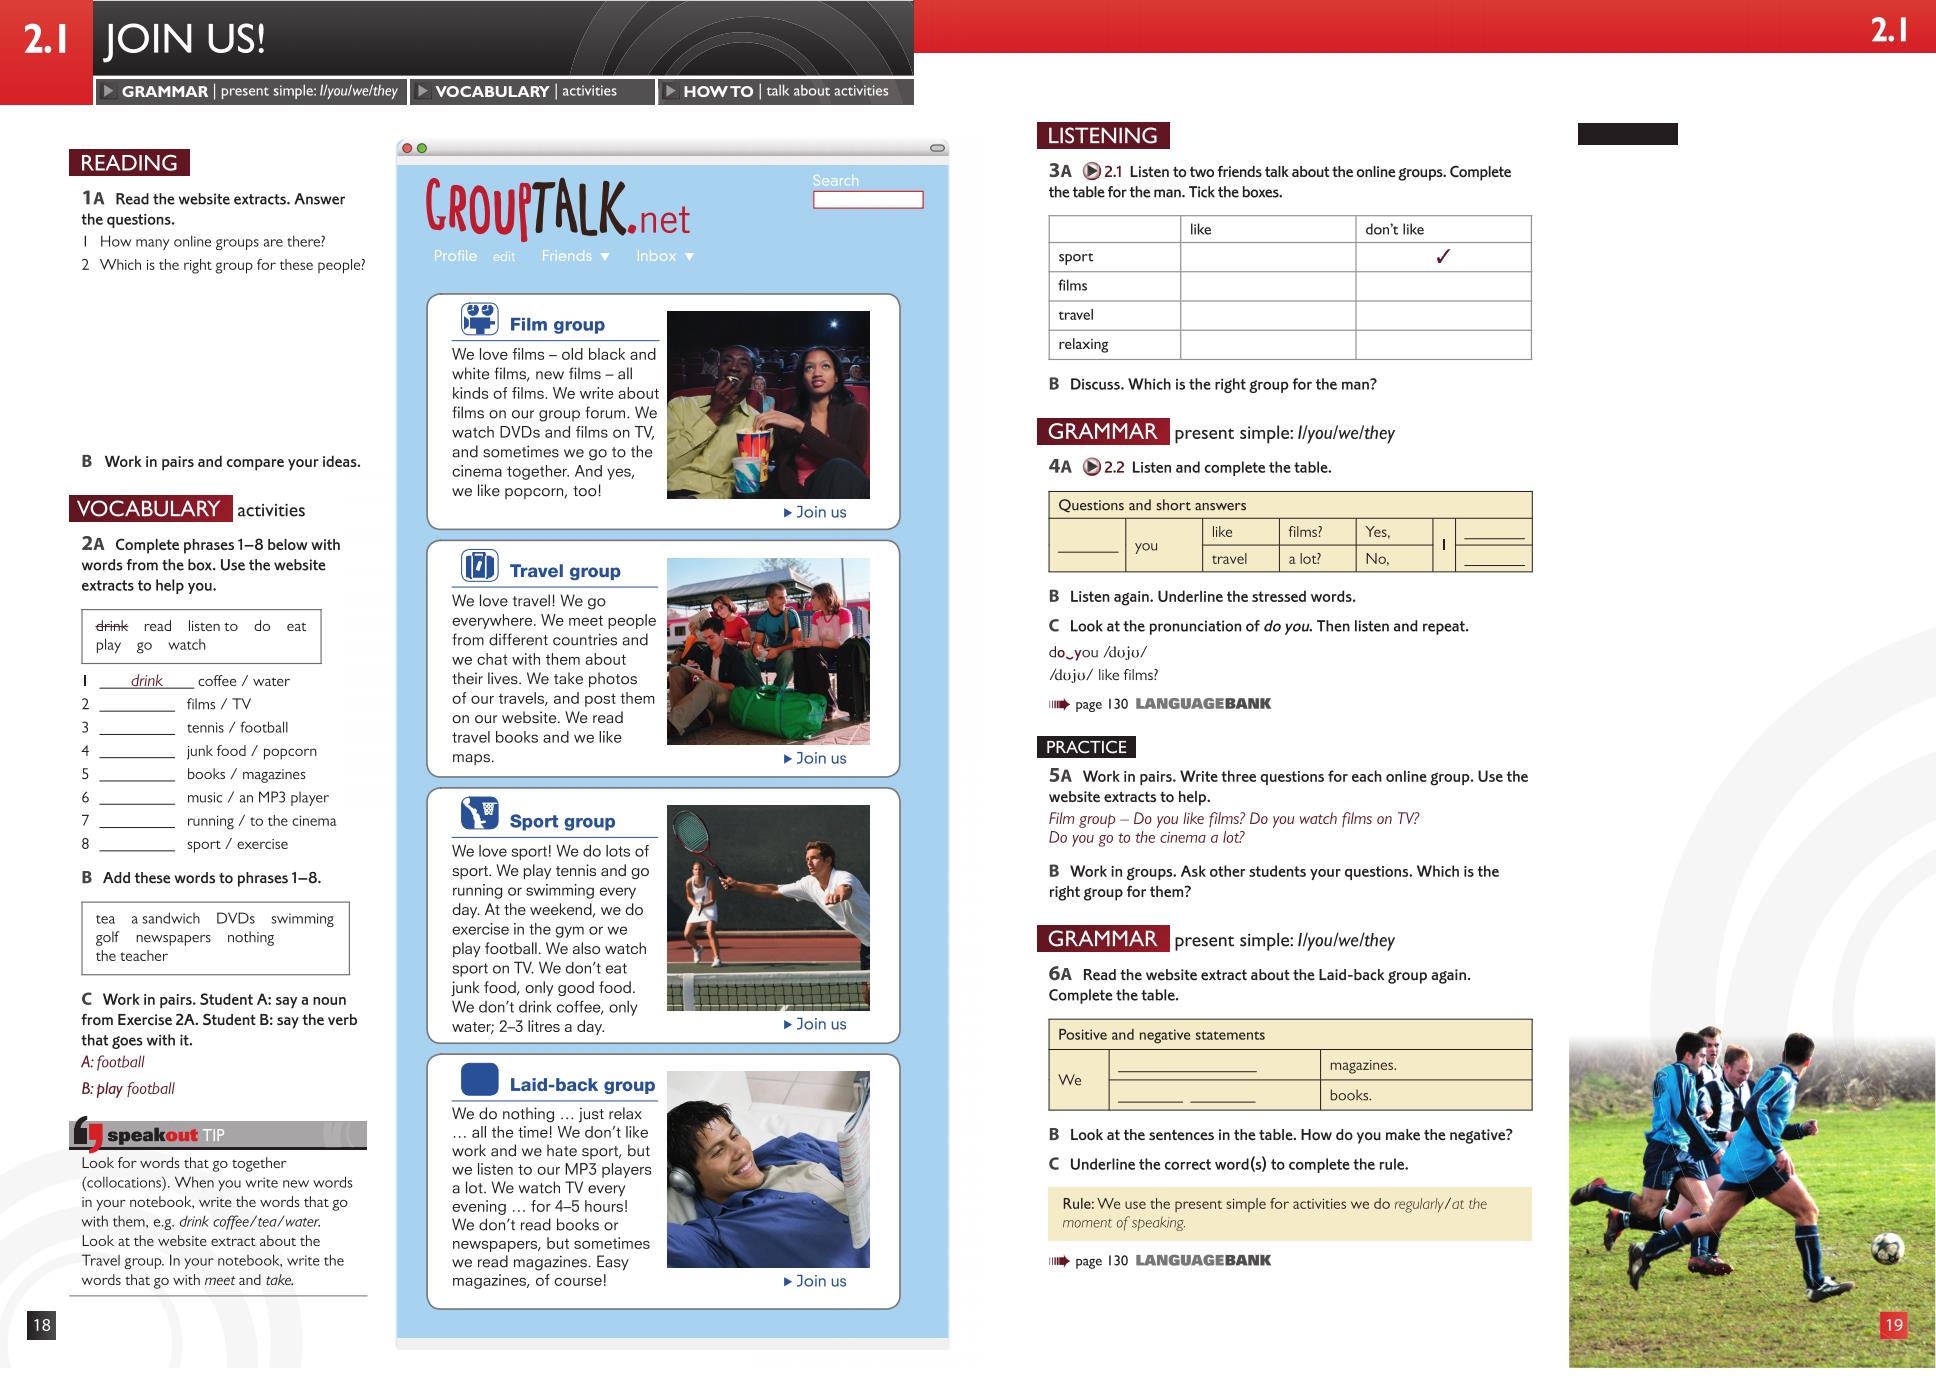 2.1
JOIN US!
GRAMMAR | present simple: I/you/we/they
VOCABULARY | activities
HOW TO | talk about activities
READING
1A Read the website extracts. Answer
the questions.
1 How many online groups are there?
2 Which is the right group for these people?
B Work in pairs and compare your ideas.
VOCABULARY activities
2A Complete phrases 1–8 below with
words from the box. Use the website
extracts to help you.
drink read listen to do eat
play go watch
1 drink coffee / water
2 ________ films / TV
3 ________ tennis / football
4 ________ junk food / popcorn
5 ________ books / magazines
6 ________ music / an MP3 player
7 ________ running / to the cinema
8 ________ sport / exercise
B Add these words to phrases 1–8.
tea a sandwich DVDs swimming
golf newspapers nothing
the teacher
C Work in pairs. Student A: say a noun
from Exercise 2A. Student B: say the verb
that goes with it.
A: football
B: play football
speakout TIP
Look for words that go together
(collocations). When you write new words
in your notebook, write the words that go
with them, e.g. drink coffee/tea/water.
Look at the website extract about the
Travel group. In your notebook, write the
words that go with meet and take.
18
GROUPTALK.net
Search
Profile edit Friends ▼ Inbox ▼
Film group
We love films – old black and
white films, new films – all
kinds of films. We write about
films on our group forum. We
watch DVDs and films on TV,
and sometimes we go to the
cinema together. And yes,
we like popcorn, too!
Join us
Travel group
We love travel! We go
everywhere. We meet people
from different countries and
we chat with them about
their lives. We take photos
of our travels, and post them
on our website. We read
travel books and we like
maps.
Join us
Sport group
We love sport! We do lots of
sport. We play tennis and go
running or swimming every
day. At the weekend, we do
exercise in the gym or we
play football. We also watch
sport on TV. We don't eat
junk food, only good food.
We don't drink coffee, only
water; 2–3 litres a day.
Join us
Laid-back group
We do nothing … just relax
… all the time! We don't like
work and we hate sport, but
we listen to our MP3 players
a lot. We watch TV every
evening … for 4–5 hours!
We don't read books or
newspapers, but sometimes
we read magazines. Easy
magazines, of course!
Join us
2.1
LISTENING
3A 2.1 Listen to two friends talk about the online groups. Complete
the table for the man. Tick the boxes.
like don't like
sport ✓
films
travel
relaxing
B Discuss. Which is the right group for the man?
GRAMMAR present simple: I/you/we/they
4A 2.2 Listen and complete the table.
Questions and short answers
________ you like films? Yes, I ________
travel a lot? No, ________
B Listen again. Underline the stressed words.
C Look at the pronunciation of do you. Then listen and repeat.
do‿you /dʊjʊ/
/dʊjʊ/ like films?
page 130 LANGUAGEBANK
PRACTICE
5A Work in pairs. Write three questions for each online group. Use the
website extracts to help.
Film group – Do you like films? Do you watch films on TV?
Do you go to the cinema a lot?
B Work in groups. Ask other students your questions. Which is the
right group for them?
GRAMMAR present simple: I/you/we/they
6A Read the website extract about the Laid-back group again.
Complete the table.
Positive and negative statements
We ________ magazines.
________ ________ books.
B Look at the sentences in the table. How do you make the negative?
C Underline the correct word(s) to complete the rule.
Rule: We use the present simple for activities we do regularly/at the
moment of speaking.
page 130 LANGUAGEBANK
19